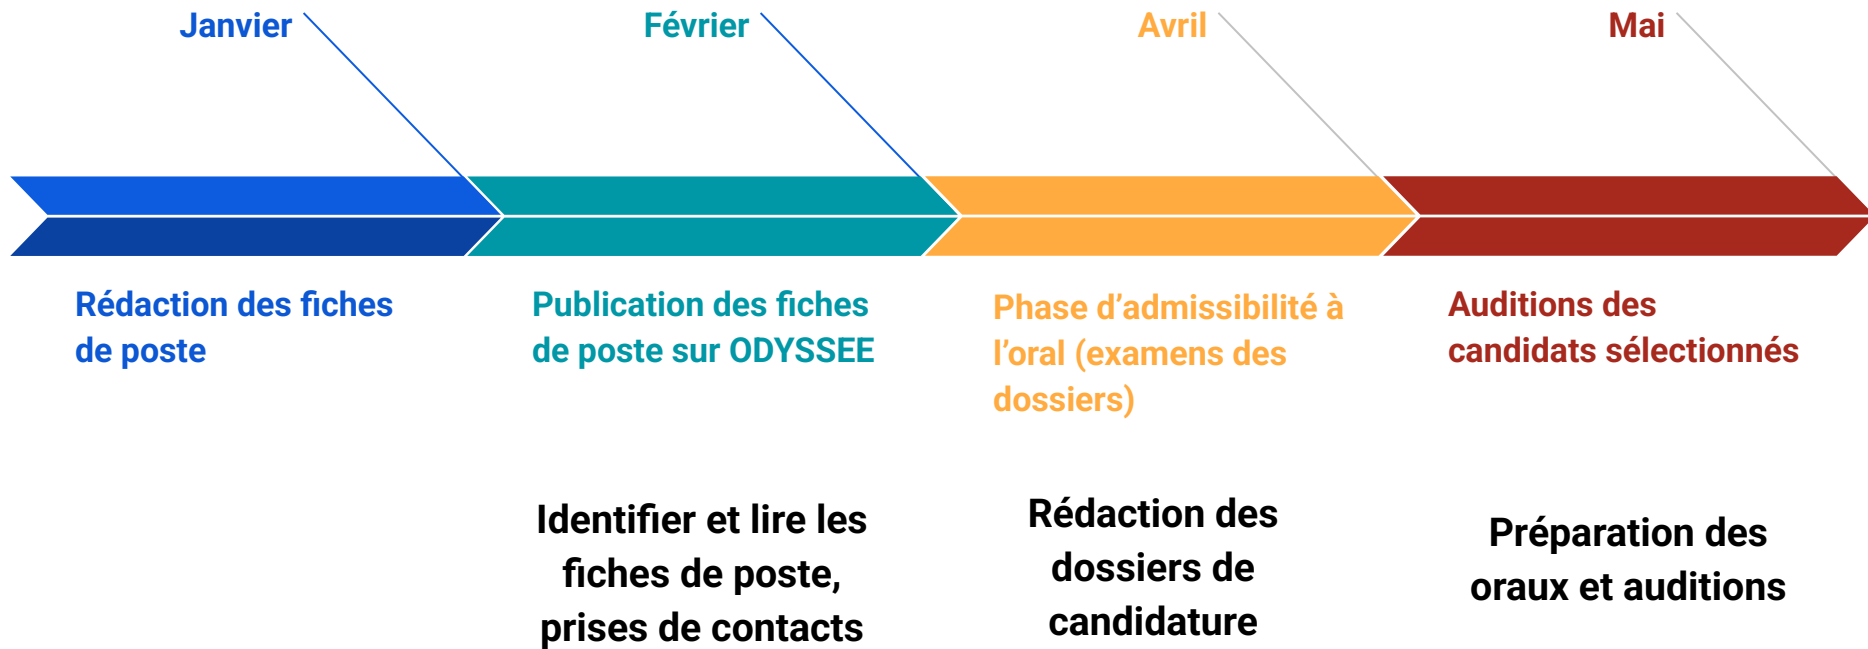 Janvier
Février
Avril
Mai
Rédaction des fiches
de poste
Publication des fiches
de poste sur ODYSSEE
Phase d’admissibilité à
l’oral (examens des
dossiers)
Auditions des
candidats sélectionnés
Identifier et lire les
fiches de poste,
prises de contacts
Rédaction des
dossiers de
candidature
Préparation des
oraux et auditions